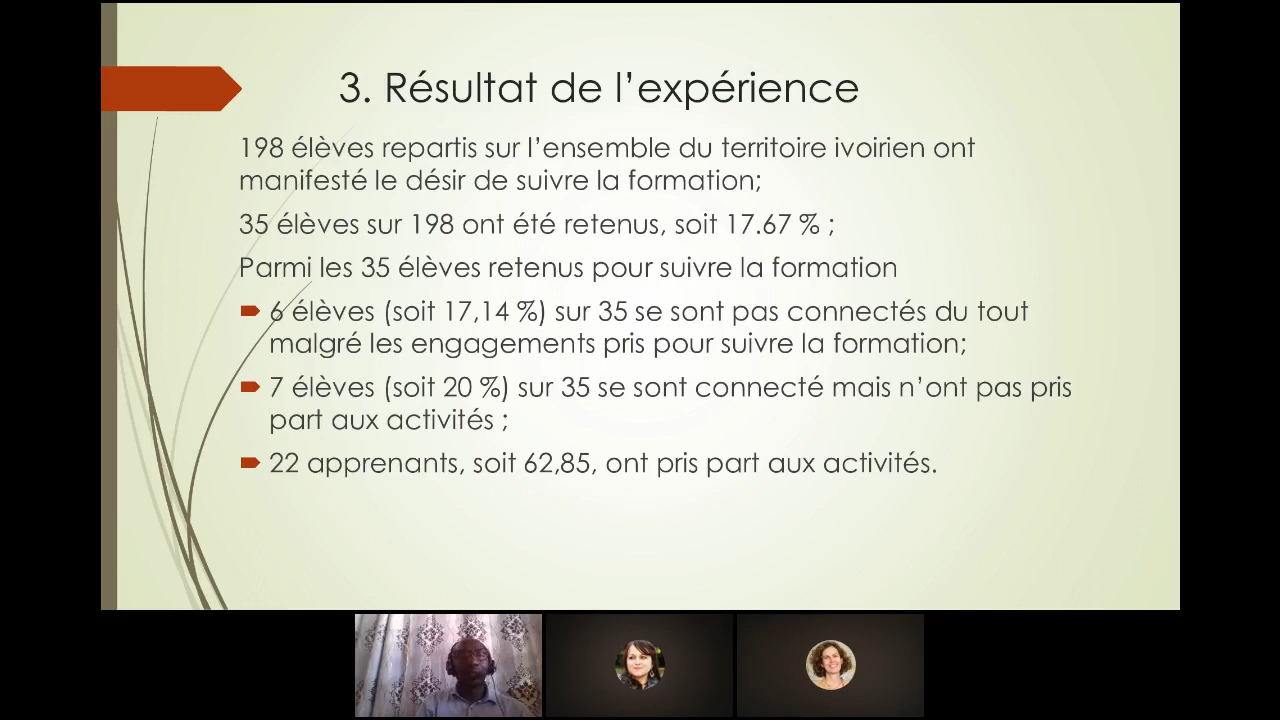 3. Résultat de l’expérience
198 élèves repartis sur l’ensemble du territoire ivoirien ont
manifesté le désir de suivre la formation;
35 élèves sur 198 ont été retenus, soit 17.67 % ;
Parmi les 35 élèves retenus pour suivre la formation
6 élèves (soit 17,14 %) sur 35 se sont pas connectés du tout
malgré les engagements pris pour suivre la formation;
7 élèves (soit 20 %) sur 35 se sont connecté mais n’ont pas pris
part aux activités ;
22 apprenants, soit 62,85, ont pris part aux activités.